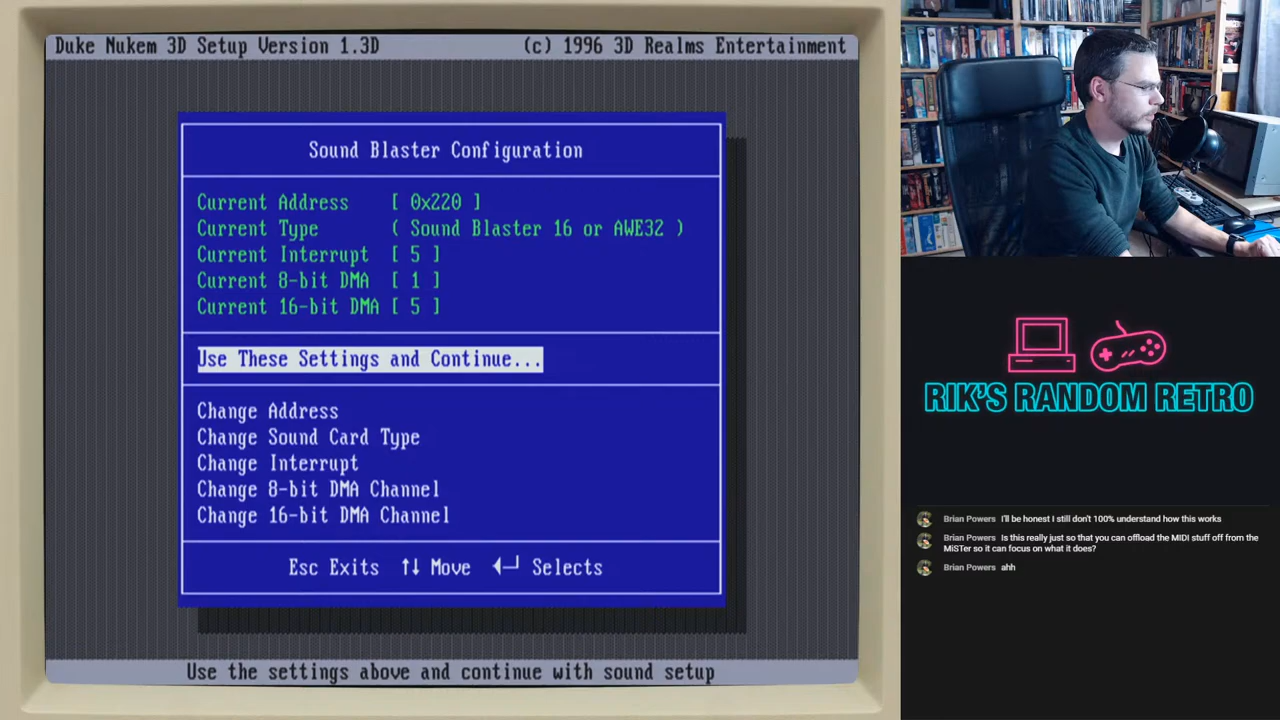 Duke Nukem 3D Setup Version 1.3D (c) 1996 3D Realms Entertainment
Sound Blaster Configuration
Current Address [ 0x220 ]
Current Type ( Sound Blaster 16 or AWE32 )
Current Interrupt [ 5 ]
Current 8-bit DMA [ 1 ]
Current 16-bit DMA [ 5 ]
Use These Settings and Continue...
Change Address
Change Sound Card Type
Change Interrupt
Change 8-bit DMA Channel
Change 16-bit DMA Channel
Esc Exits ↑↓ Move ◄─┘ Selects
Use the settings above and continue with sound setup
RIK'S RANDOM RETRO
Brian Powers I'll be honest I still don't 100% understand how this works
Brian Powers Is this really just so that you can offload the MIDI stuff off from the
MiSTer so it can focus on what it does?
Brian Powers ahh